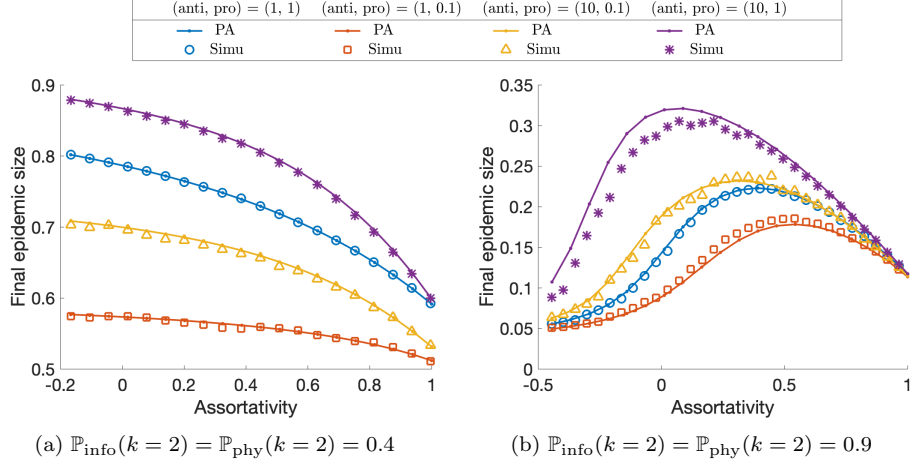 (anti, pro) = (1, 1) (anti, pro) = (1, 0.1) (anti, pro) = (10, 0.1) (anti, pro) = (10, 1)
PA PA PA PA
Simu Simu Simu Simu
0.9
0.8
0.7
0.6
0.5
Final epidemic size
-0.2 0 0.2 0.4 0.6 0.8 1
Assortativity
(a) ℙinfo(k = 2) = ℙphy(k = 2) = 0.4
0.35
0.3
0.25
0.2
0.15
0.1
0.05
0
Final epidemic size
-0.5 0 0.5 1
Assortativity
(b) ℙinfo(k = 2) = ℙphy(k = 2) = 0.9